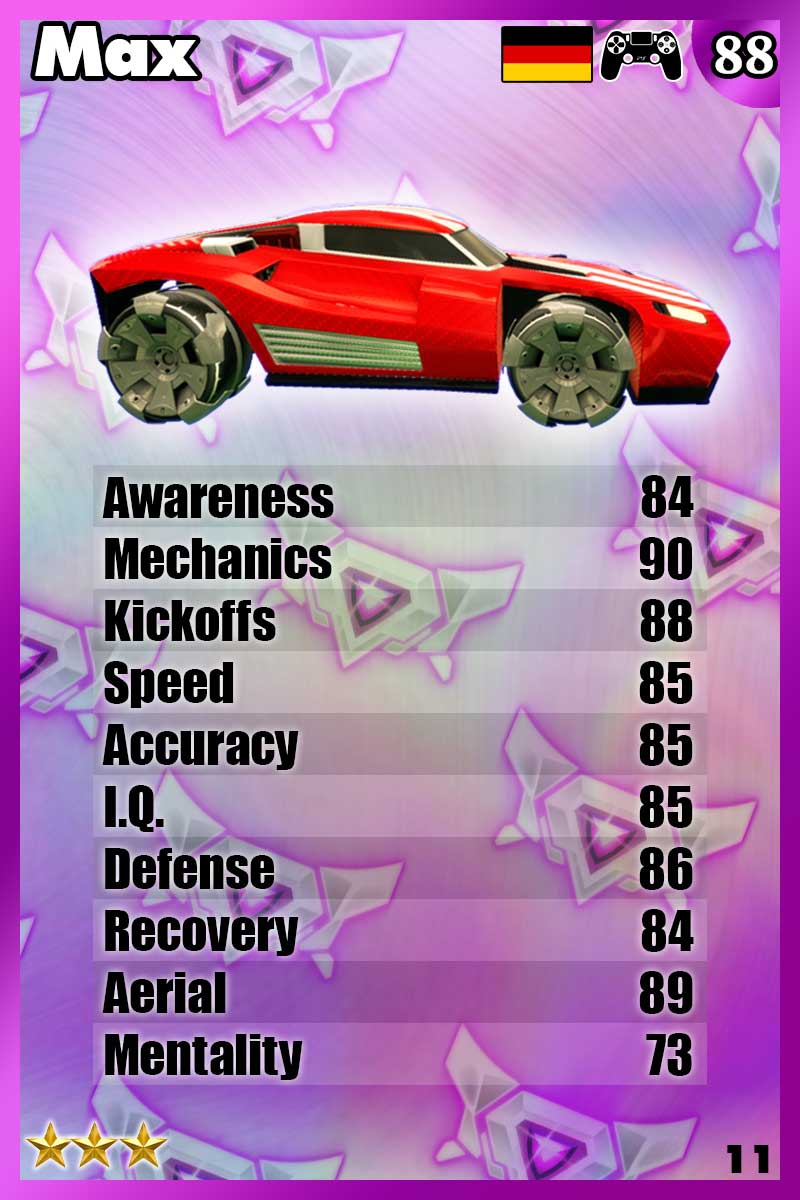 Max 88
Awareness 84
Mechanics 90
Kickoffs 88
Speed 85
Accuracy 85
I.Q. 85
Defense 86
Recovery 84
Aerial 89
Mentality 73
11